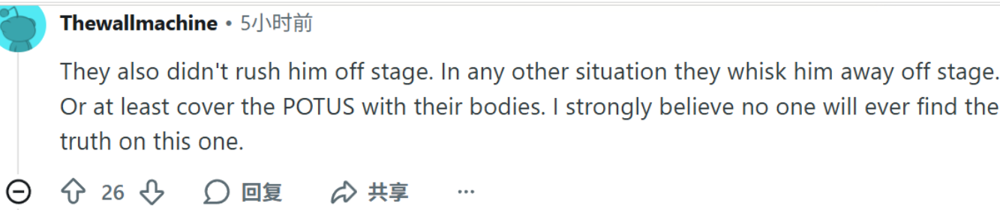 Thewallmachine • 5小时前
They also didn't rush him off stage. In any other situation they whisk him away off stage.
Or at least cover the POTUS with their bodies. I strongly believe no one will ever find the
truth on this one.
26 回复 共享 ...